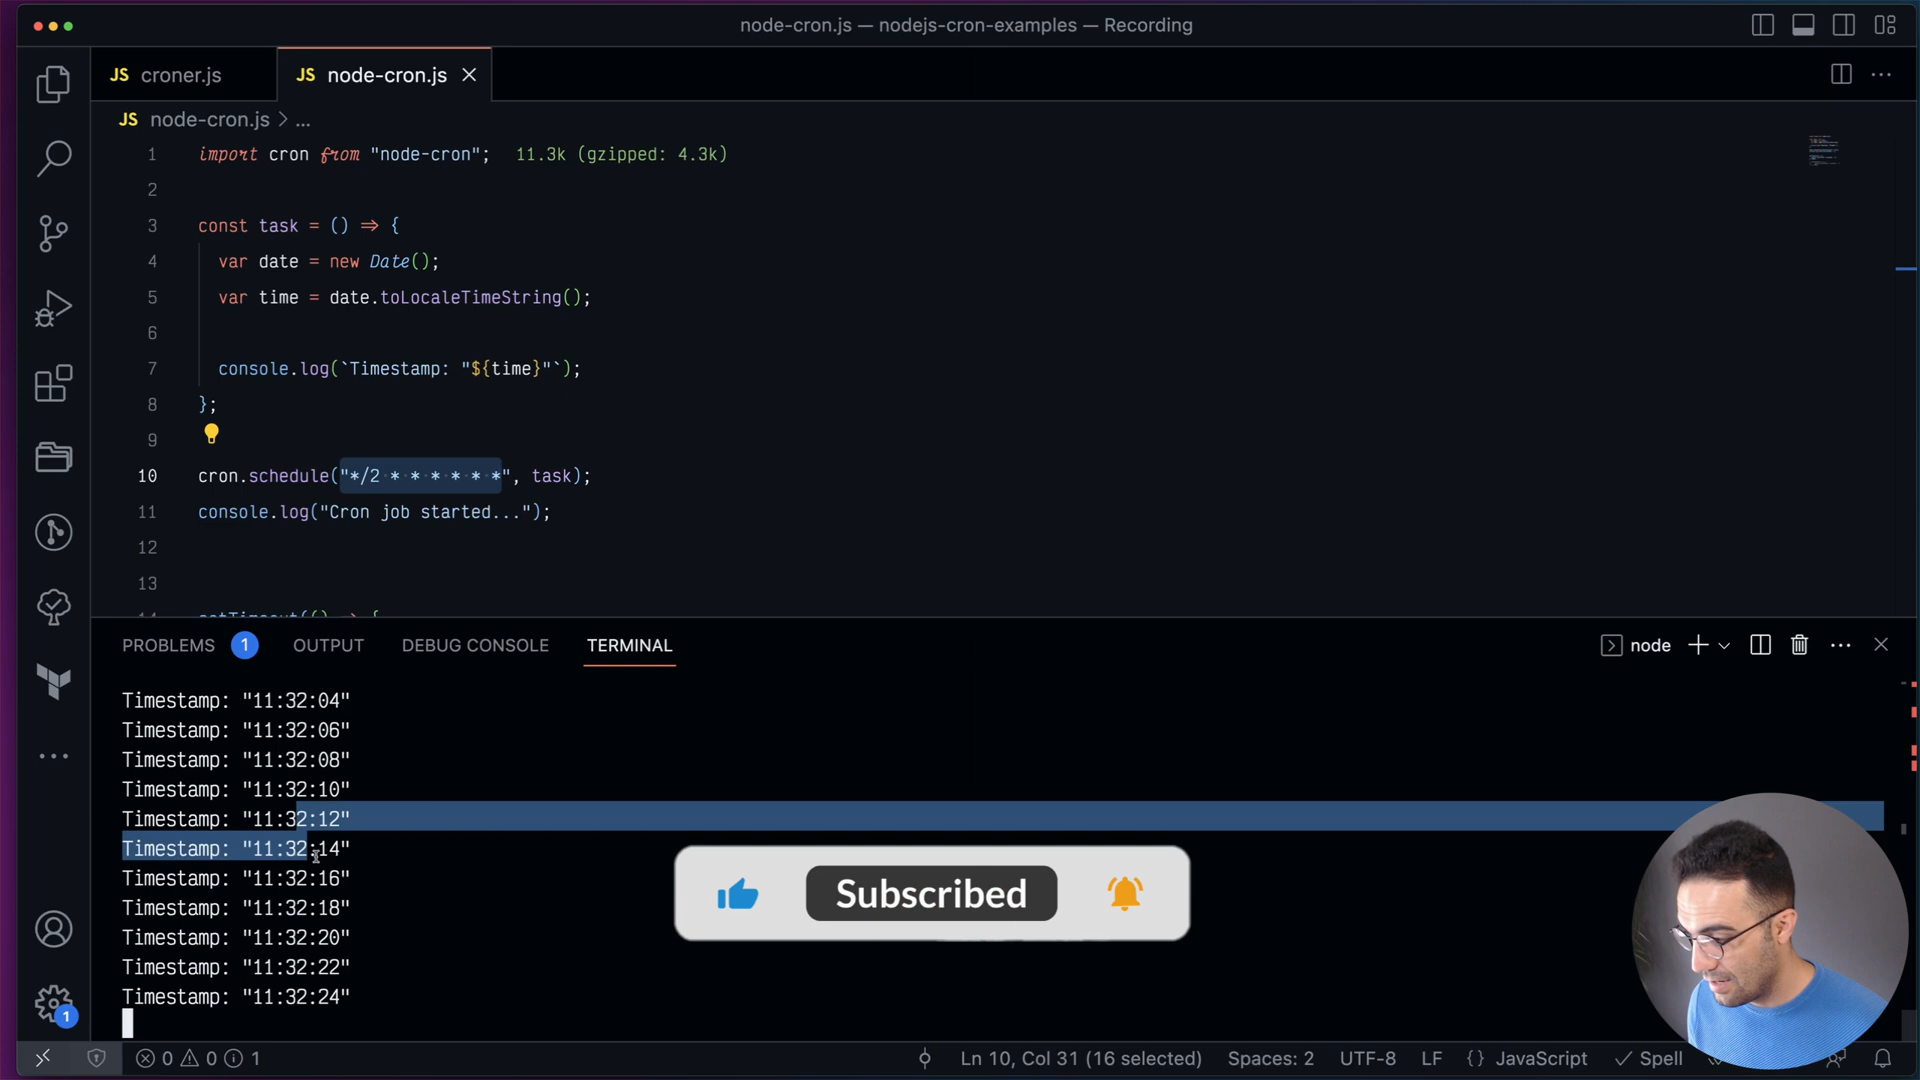 node-cron.js — nodejs-cron-examples — Recording
JS croner.js
JS node-cron.js
JS node-cron.js > ...
1 import cron from "node-cron"; 11.3k (gzipped: 4.3k)
2
3 const task = () => {
4 var date = new Date();
5 var time = date.toLocaleTimeString();
6
7 console.log(`Timestamp: "${time}"`);
8 };
9
10 cron.schedule("*/2 * * * * * *", task);
11 console.log("Cron job started...");
12
13
14 setTimeout(() => {
PROBLEMS 1 OUTPUT DEBUG CONSOLE TERMINAL node
Timestamp: "11:32:04"
Timestamp: "11:32:06"
Timestamp: "11:32:08"
Timestamp: "11:32:10"
Timestamp: "11:32:12"
Timestamp: "11:32:14"
Timestamp: "11:32:16"
Timestamp: "11:32:18"
Timestamp: "11:32:20"
Timestamp: "11:32:22"
Timestamp: "11:32:24"
Subscribed
1
0 0 1 Ln 10, Col 31 (16 selected) Spaces: 2 UTF-8 LF {} JavaScript Spell